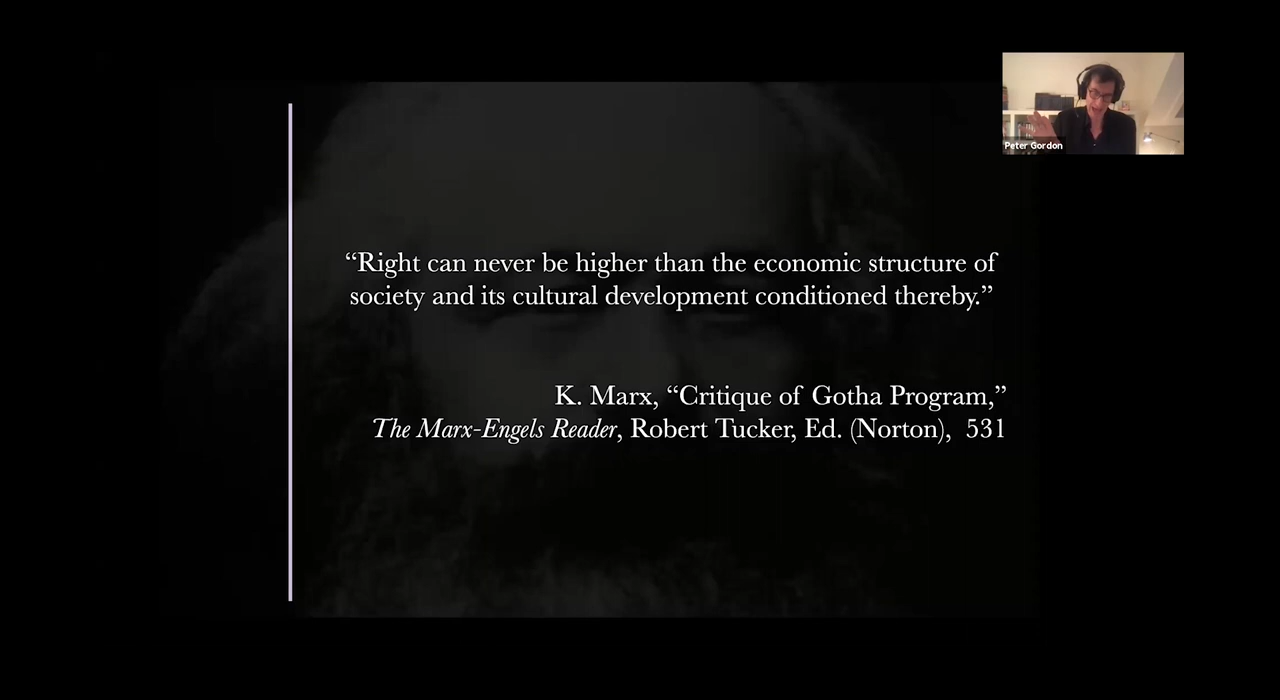 “Right can never be higher than the economic structure of
society and its cultural development conditioned thereby.”
K. Marx, “Critique of Gotha Program,”
The Marx-Engels Reader, Robert Tucker, Ed. (Norton), 531
Peter Gordon